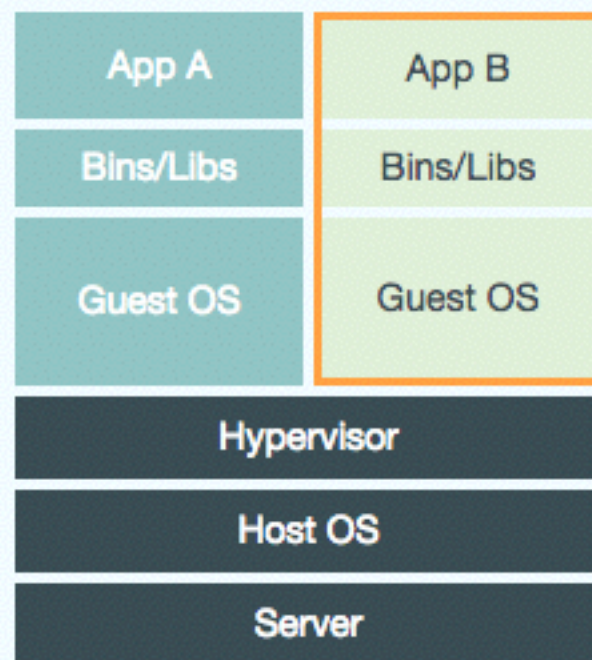 App A
App B
Bins/Libs
Bins/Libs
Guest OS
Guest OS
Hypervisor
Host OS
Server